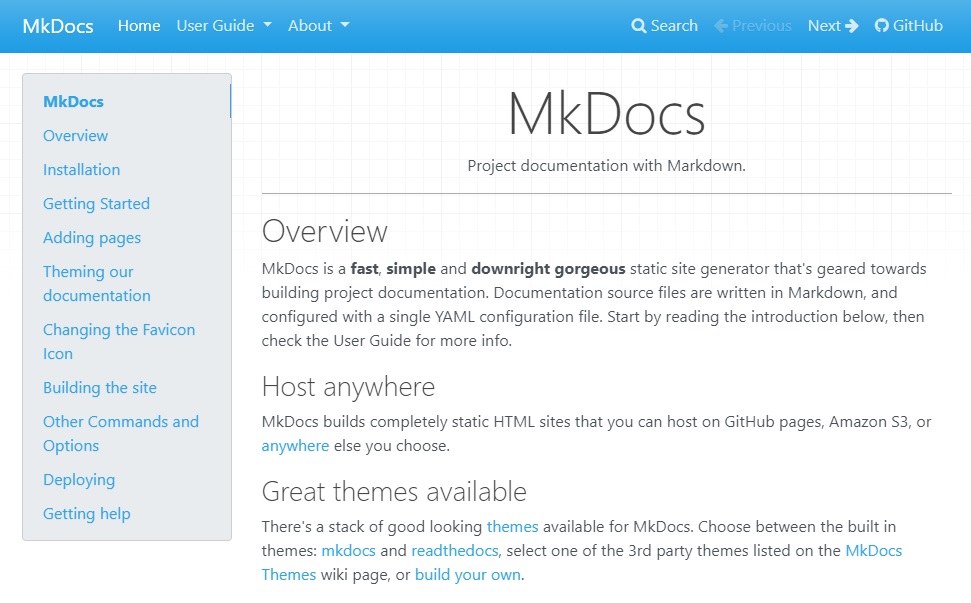 MkDocs Home User Guide About Search Previous Next GitHub
MkDocs
Overview
Installation
Getting Started
Adding pages
Theming our
documentation
Changing the Favicon
Icon
Building the site
Other Commands and
Options
Deploying
Getting help
MkDocs
Project documentation with Markdown.
Overview
MkDocs is a fast, simple and downright gorgeous static site generator that's geared towards
building project documentation. Documentation source files are written in Markdown, and
configured with a single YAML configuration file. Start by reading the introduction below, then
check the User Guide for more info.
Host anywhere
MkDocs builds completely static HTML sites that you can host on GitHub pages, Amazon S3, or
anywhere else you choose.
Great themes available
There's a stack of good looking themes available for MkDocs. Choose between the built in
themes: mkdocs and readthedocs, select one of the 3rd party themes listed on the MkDocs
Themes wiki page, or build your own.